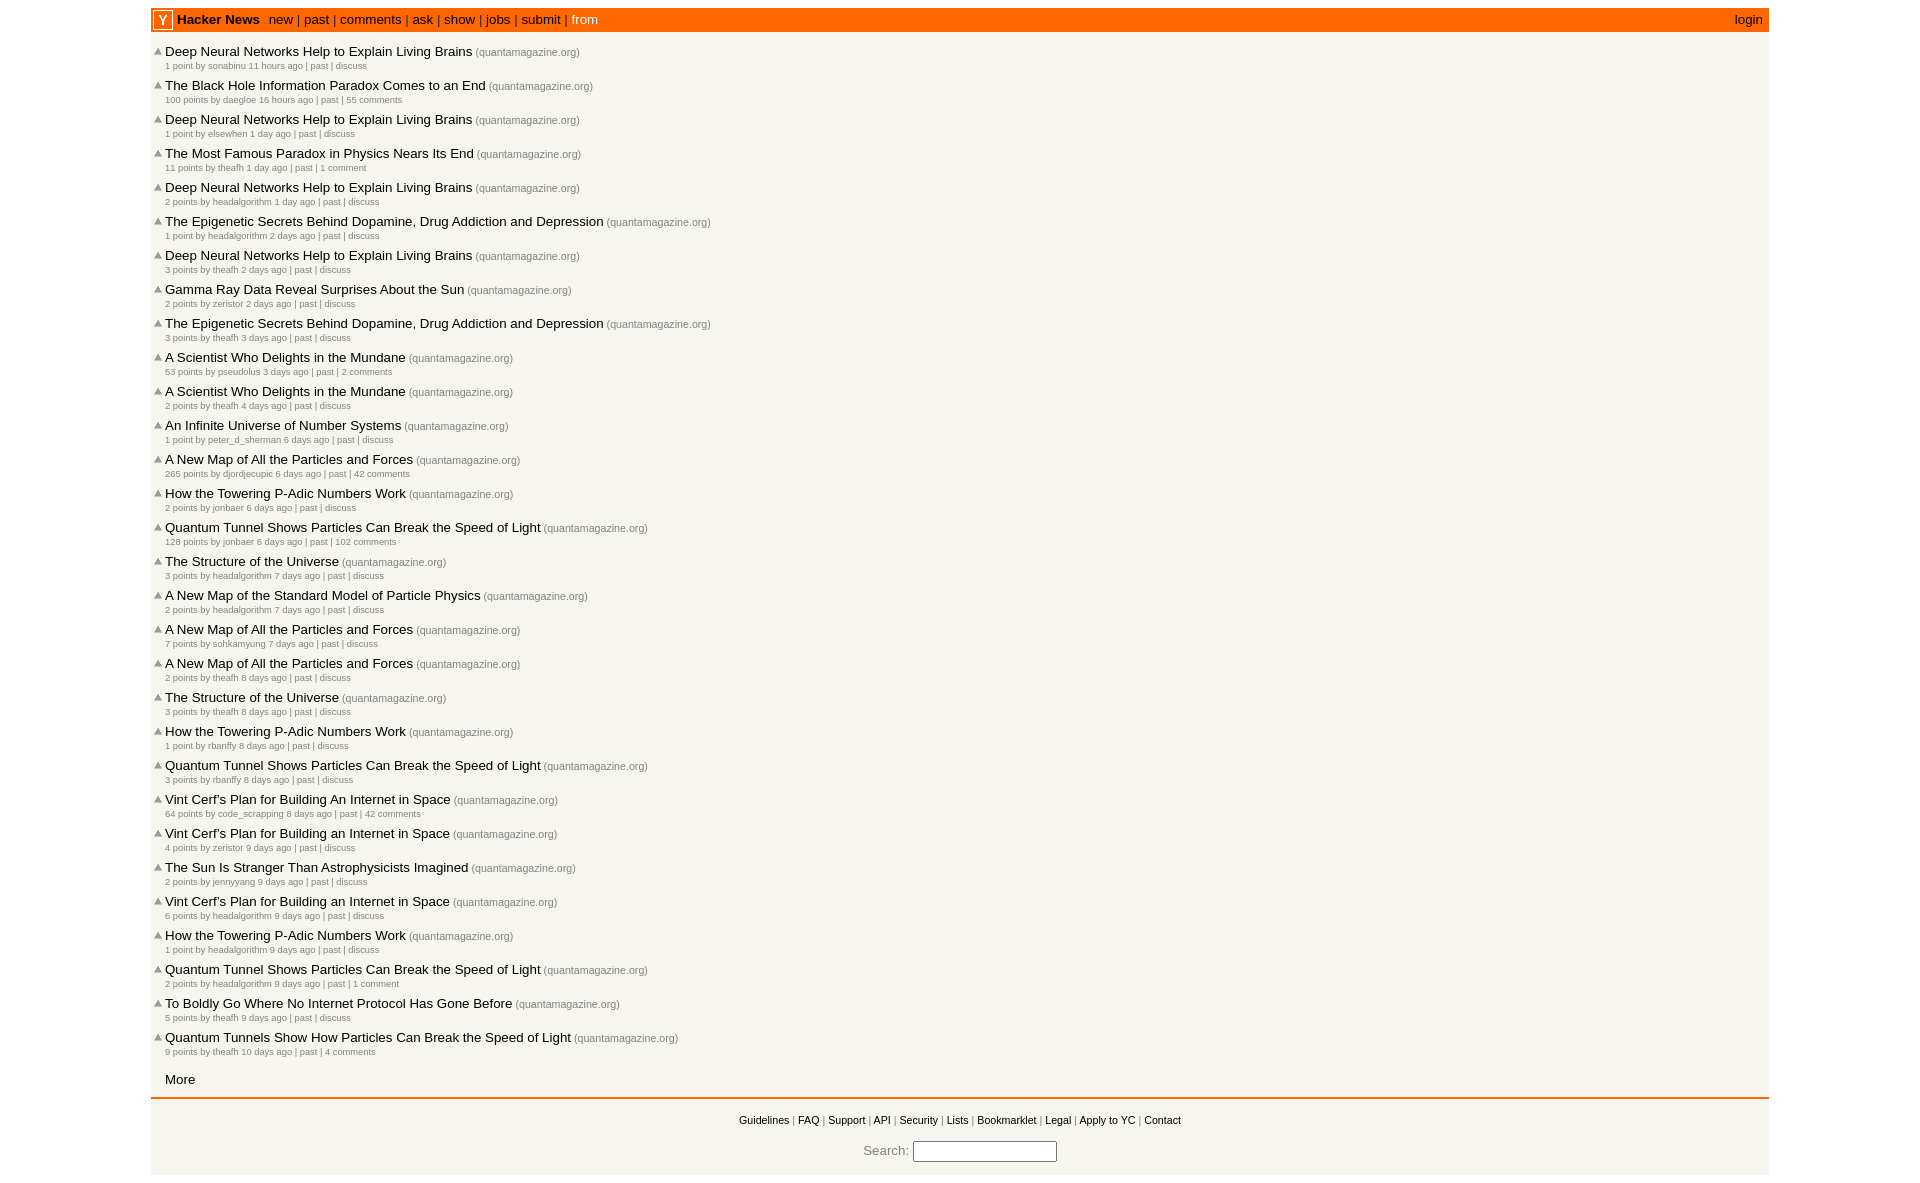 Y Hacker News new | past | comments | ask | show | jobs | submit | from login
Deep Neural Networks Help to Explain Living Brains (quantamagazine.org)
1 point by sonabinu 11 hours ago | past | discuss
The Black Hole Information Paradox Comes to an End (quantamagazine.org)
100 points by daegloe 16 hours ago | past | 55 comments
Deep Neural Networks Help to Explain Living Brains (quantamagazine.org)
1 point by elsewhen 1 day ago | past | discuss
The Most Famous Paradox in Physics Nears Its End (quantamagazine.org)
11 points by theafh 1 day ago | past | 1 comment
Deep Neural Networks Help to Explain Living Brains (quantamagazine.org)
2 points by headalgorithm 1 day ago | past | discuss
The Epigenetic Secrets Behind Dopamine, Drug Addiction and Depression (quantamagazine.org)
1 point by headalgorithm 2 days ago | past | discuss
Deep Neural Networks Help to Explain Living Brains (quantamagazine.org)
3 points by theafh 2 days ago | past | discuss
Gamma Ray Data Reveal Surprises About the Sun (quantamagazine.org)
2 points by zeristor 2 days ago | past | discuss
The Epigenetic Secrets Behind Dopamine, Drug Addiction and Depression (quantamagazine.org)
3 points by theafh 3 days ago | past | discuss
A Scientist Who Delights in the Mundane (quantamagazine.org)
53 points by pseudolus 3 days ago | past | 2 comments
A Scientist Who Delights in the Mundane (quantamagazine.org)
2 points by theafh 4 days ago | past | discuss
An Infinite Universe of Number Systems (quantamagazine.org)
1 point by peter_d_sherman 6 days ago | past | discuss
A New Map of All the Particles and Forces (quantamagazine.org)
265 points by djordjecupic 6 days ago | past | 42 comments
How the Towering P-Adic Numbers Work (quantamagazine.org)
2 points by jonbaer 6 days ago | past | discuss
Quantum Tunnel Shows Particles Can Break the Speed of Light (quantamagazine.org)
128 points by jonbaer 6 days ago | past | 102 comments
The Structure of the Universe (quantamagazine.org)
3 points by headalgorithm 7 days ago | past | discuss
A New Map of the Standard Model of Particle Physics (quantamagazine.org)
2 points by headalgorithm 7 days ago | past | discuss
A New Map of All the Particles and Forces (quantamagazine.org)
7 points by sohkamyung 7 days ago | past | discuss
A New Map of All the Particles and Forces (quantamagazine.org)
2 points by theafh 8 days ago | past | discuss
The Structure of the Universe (quantamagazine.org)
3 points by theafh 8 days ago | past | discuss
How the Towering P-Adic Numbers Work (quantamagazine.org)
1 point by rbanffy 8 days ago | past | discuss
Quantum Tunnel Shows Particles Can Break the Speed of Light (quantamagazine.org)
3 points by rbanffy 8 days ago | past | discuss
Vint Cerf's Plan for Building An Internet in Space (quantamagazine.org)
64 points by code_scrapping 8 days ago | past | 42 comments
Vint Cerf's Plan for Building an Internet in Space (quantamagazine.org)
4 points by zeristor 9 days ago | past | discuss
The Sun Is Stranger Than Astrophysicists Imagined (quantamagazine.org)
2 points by jennyyang 9 days ago | past | discuss
Vint Cerf's Plan for Building an Internet in Space (quantamagazine.org)
6 points by headalgorithm 9 days ago | past | discuss
How the Towering P-Adic Numbers Work (quantamagazine.org)
1 point by headalgorithm 9 days ago | past | discuss
Quantum Tunnel Shows Particles Can Break the Speed of Light (quantamagazine.org)
2 points by headalgorithm 9 days ago | past | 1 comment
To Boldly Go Where No Internet Protocol Has Gone Before (quantamagazine.org)
5 points by theafh 9 days ago | past | discuss
Quantum Tunnels Show How Particles Can Break the Speed of Light (quantamagazine.org)
9 points by theafh 10 days ago | past | 4 comments
More
Guidelines | FAQ | Support | API | Security | Lists | Bookmarklet | Legal | Apply to YC | Contact
Search: